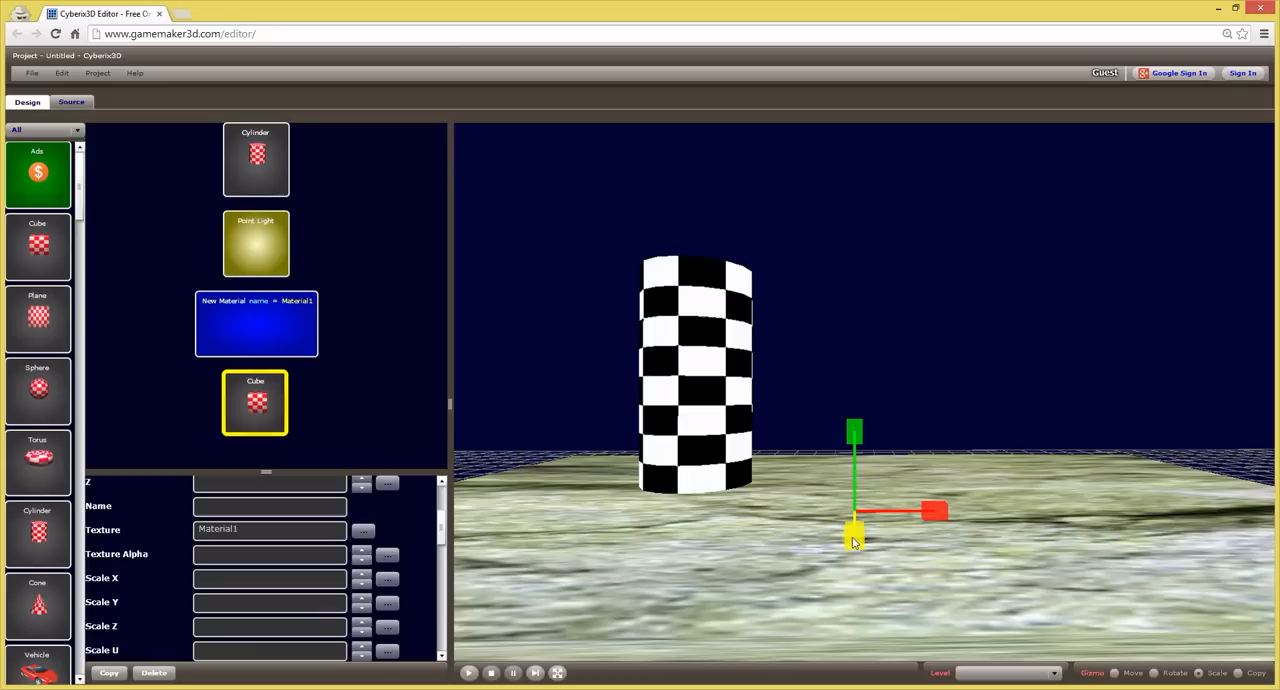 Cyberix3D Editor - Free Or
www.gamemaker3d.com/editor/
Project - Untitled - Cyberix3D
File Edit Project Help
Guest Google Sign In Sign In
Design Source
All
Ads
Cube
Plane
Sphere
Torus
Cylinder
Cone
Vehicle
Cylinder
Point Light
New Material name = Material1
Cube
Z
Name
Texture Material1
Texture Alpha
Scale X
Scale Y
Scale Z
Scale U
Copy Delete
Level
Gizmo Move Rotate Scale Copy